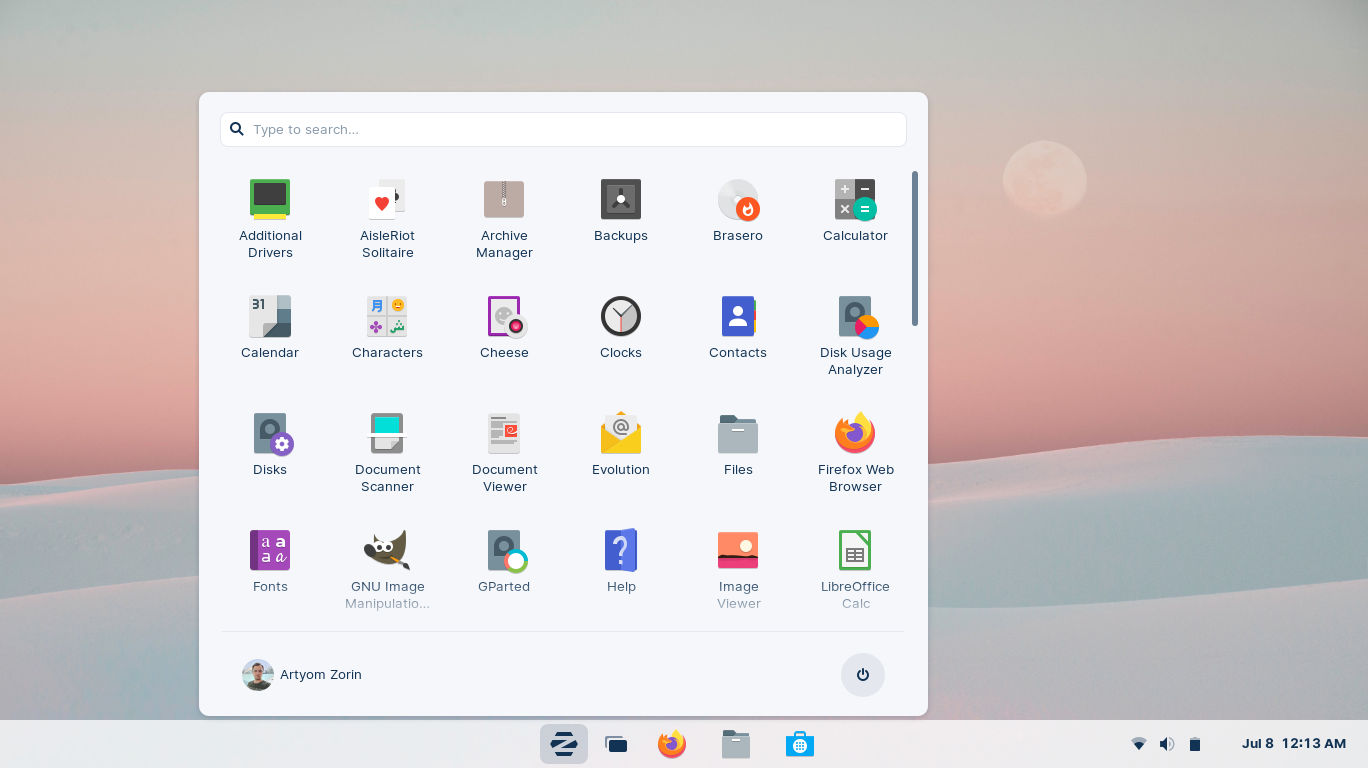 Type to search...
Additional
Drivers
AisleRiot
Solitaire
Archive
Manager
Backups
Brasero
Calculator
31
Calendar
月
ش
Characters
Cheese
Clocks
Contacts
Disk Usage
Analyzer
Disks
Document
Scanner
Document
Viewer
@
Evolution
Files
Firefox Web
Browser
a a
a a
Fonts
GNU Image
Manipulatio...
GParted
?
Help
Image
Viewer
LibreOffice
Calc
Artyom Zorin
Jul 8 12:13 AM